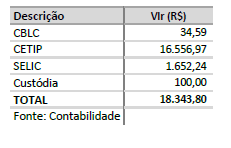 Descrição Vlr (R$)
CBLC 34,59
CETIP 16.556,97
SELIC 1.652,24
Custódia 100,00
TOTAL 18.343,80
Fonte: Contabilidade